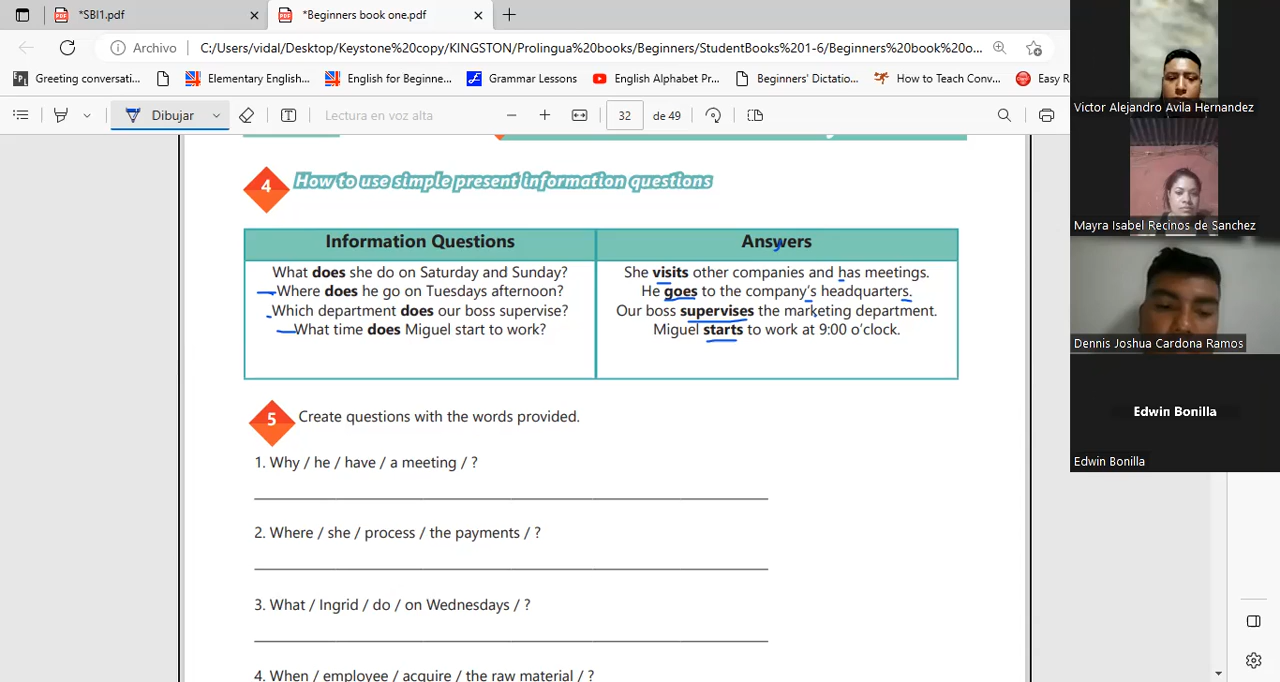 *SBI1.pdf
*Beginners book one.pdf
Archivo
C:/Users/vidal/Desktop/Keystone%20copy/KINGSTON/Prolingua%20books/Beginners/StudentBooks%201-6/Beginners%20book%20o...
Greeting conversati...
Elementary English...
English for Beginne...
Grammar Lessons
English Alphabet Pr...
Beginners' Dictatio...
How to Teach Conv...
Easy R
Dibujar
Lectura en voz alta
32
de 49
4
How to use simple present information questions
Information Questions
Answers
What does she do on Saturday and Sunday?
She visits other companies and has meetings.
Where does he go on Tuesdays afternoon?
He goes to the company's headquarters.
Which department does our boss supervise?
Our boss supervises the marketing department.
What time does Miguel start to work?
Miguel starts to work at 9:00 o'clock.
5
Create questions with the words provided.
1. Why / he / have / a meeting / ?
2. Where / she / process / the payments / ?
3. What / Ingrid / do / on Wednesdays / ?
4. When / employee / acquire / the raw material / ?
Victor Alejandro Avila Hernandez
Mayra Isabel Recinos de Sanchez
Dennis Joshua Cardona Ramos
Edwin Bonilla
Edwin Bonilla